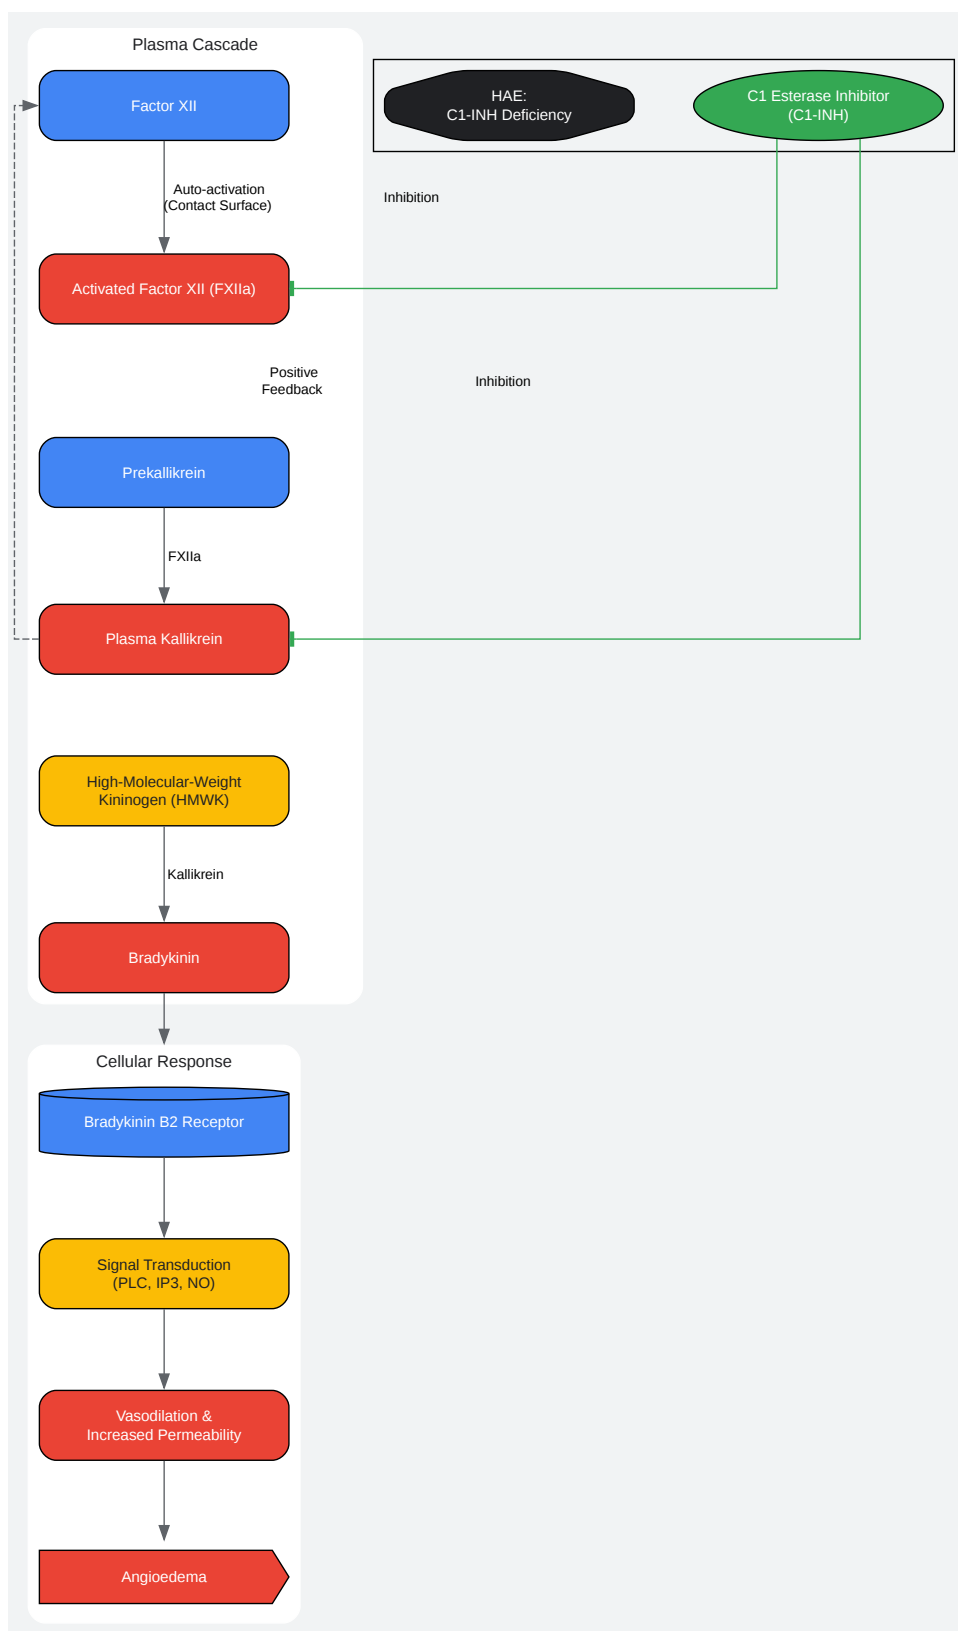 Plasma Cascade
Factor XII
HAE:
C1-INH Deficiency
C1 Esterase Inhibitor
(C1-INH)
Auto-activation
(Contact Surface)
Inhibition
Activated Factor XII (FXIIa)
Positive
Feedback
Inhibition
Prekallikrein
FXIIa
Plasma Kallikrein
High-Molecular-Weight
Kininogen (HMWK)
Kallikrein
Bradykinin
Cellular Response
Bradykinin B2 Receptor
Signal Transduction
(PLC, IP3, NO)
Vasodilation &
Increased Permeability
Angioedema